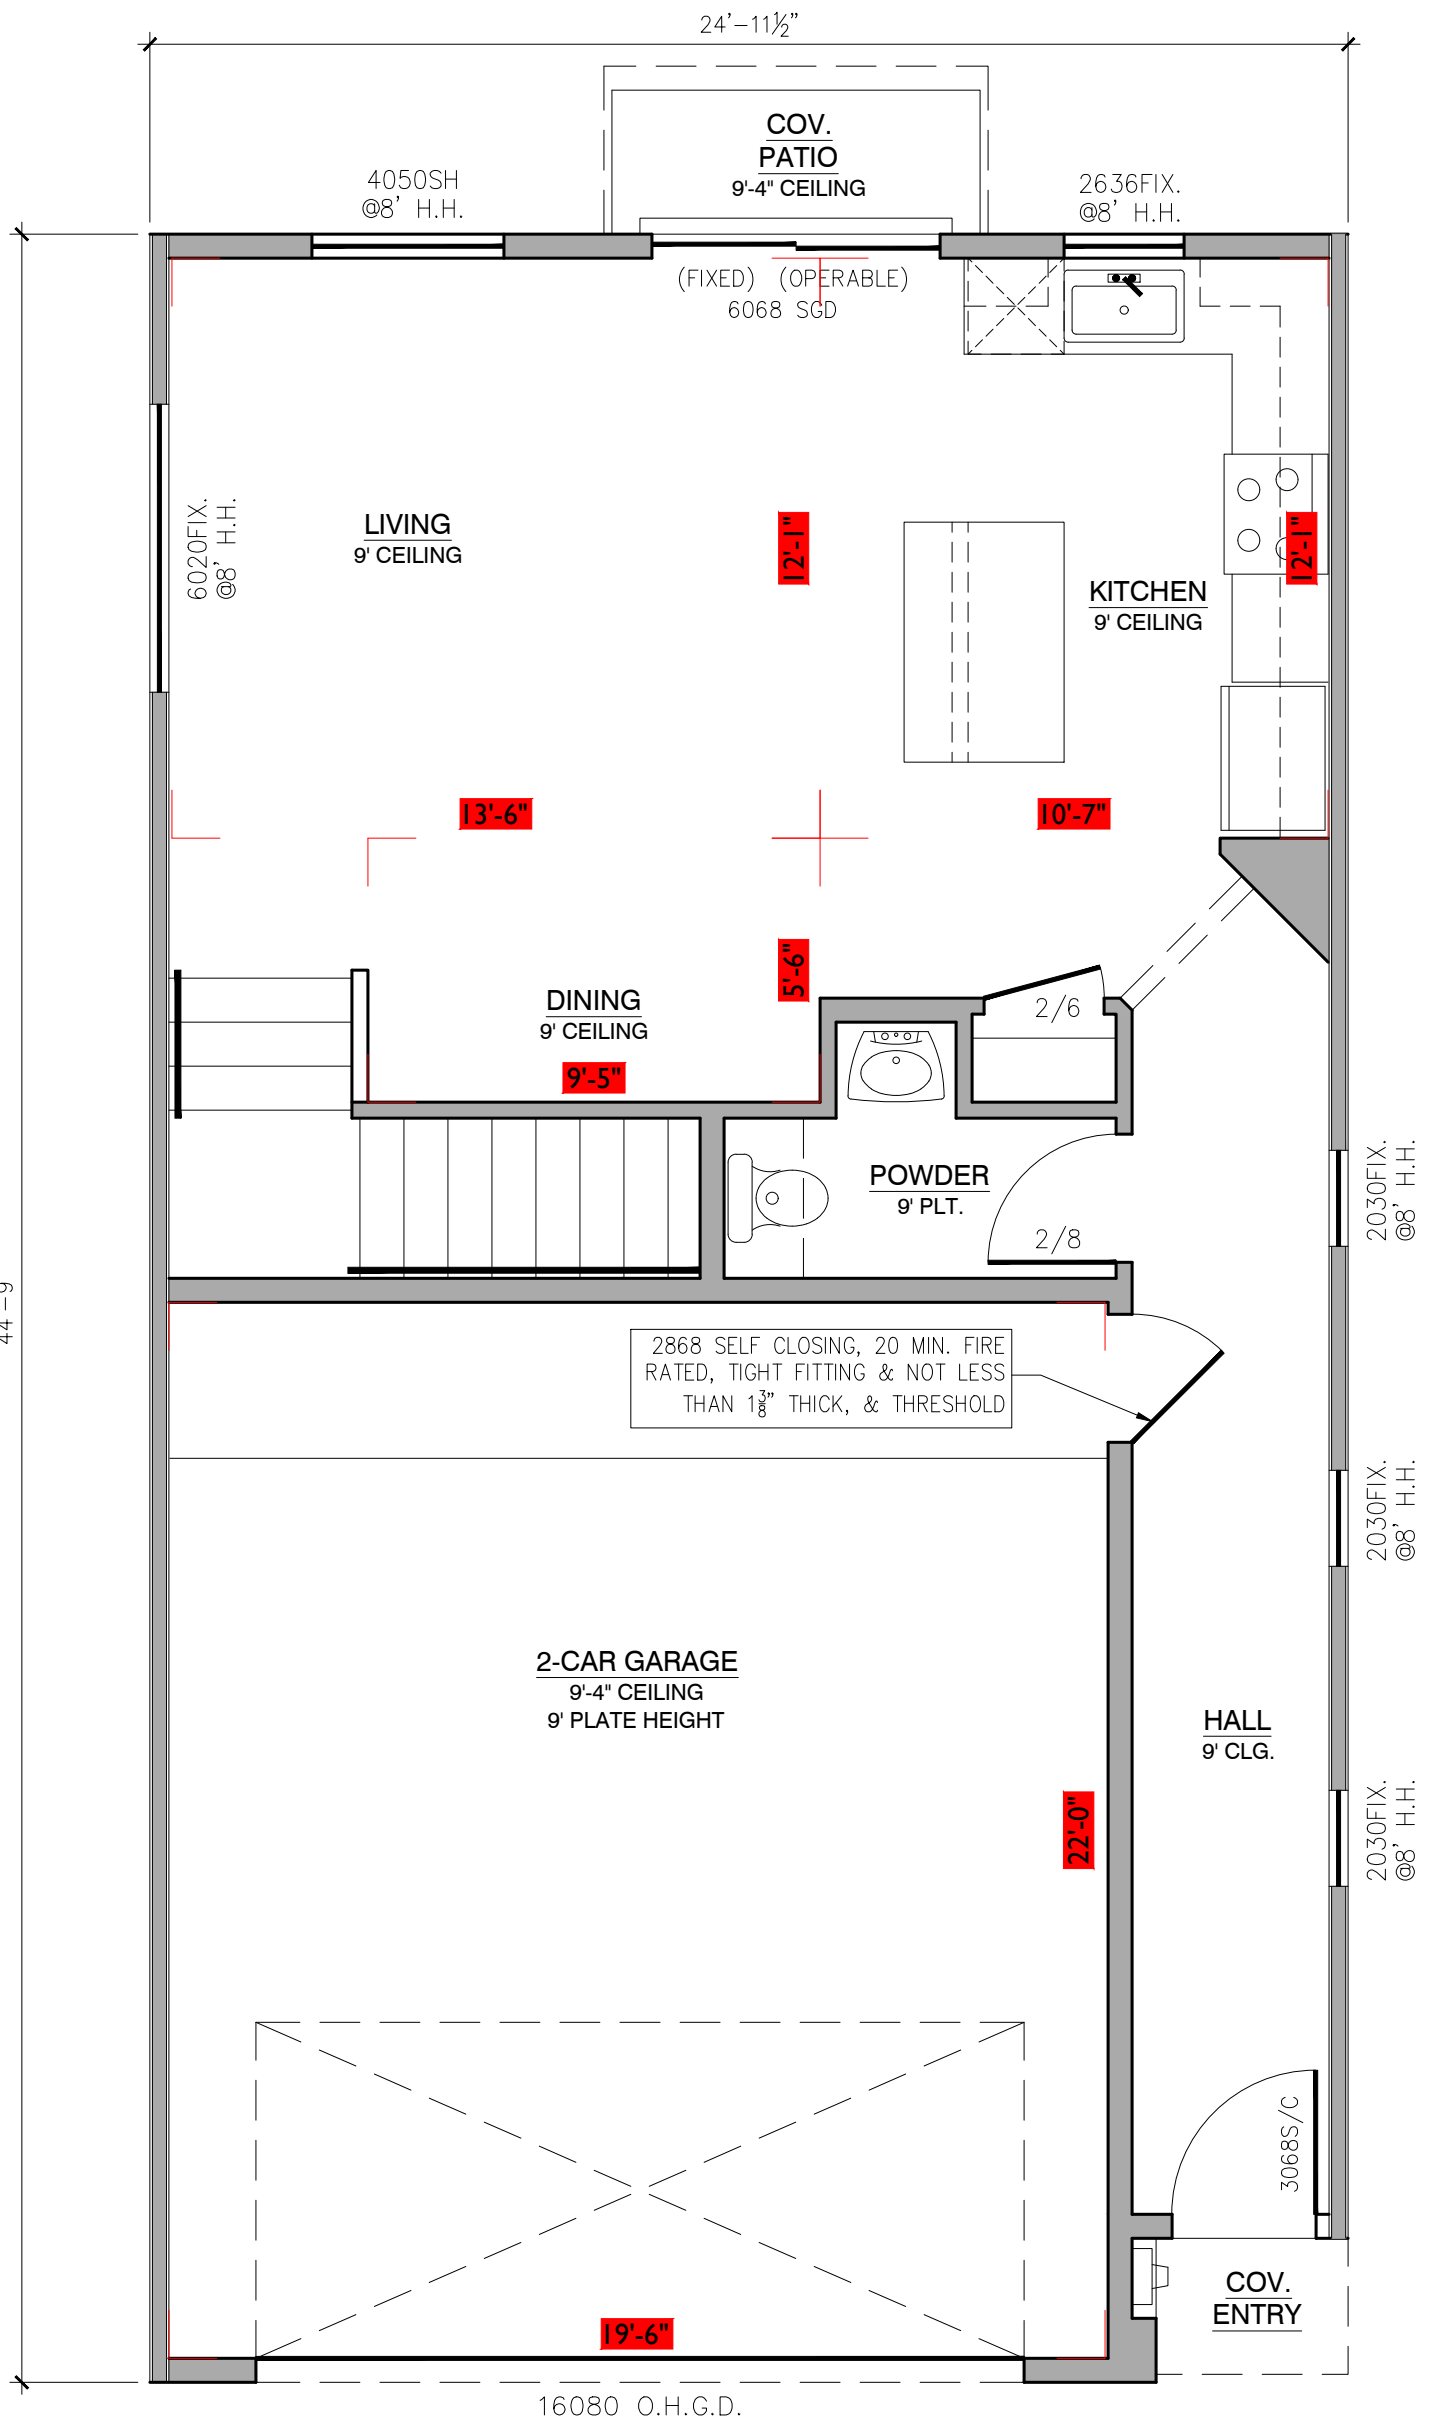 24'-11½"
COV.
PATIO
9'-4" CEILING
4050SH
@8' H.H.
2636FIX.
@8' H.H.
(FIXED) (OPERABLE)
6068 SGD
6020FIX.
@8' H.H.
LIVING
9' CEILING
12'-1"
12'-1"
KITCHEN
9' CEILING
13'-6"
10'-7"
5'-6"
DINING
9' CEILING
2/6
9'-5"
POWDER
9' PLT.
2/8
2030FIX.
@8' H.H.
44'-9
2868 SELF CLOSING, 20 MIN. FIRE
RATED, TIGHT FITTING & NOT LESS
THAN 1⅜" THICK, & THRESHOLD
2030FIX.
@8' H.H.
2-CAR GARAGE
9'-4" CEILING
9' PLATE HEIGHT
HALL
9' CLG.
22'-0"
2030FIX.
@8' H.H.
3068S/C
COV.
ENTRY
19'-6"
16080 O.H.G.D.